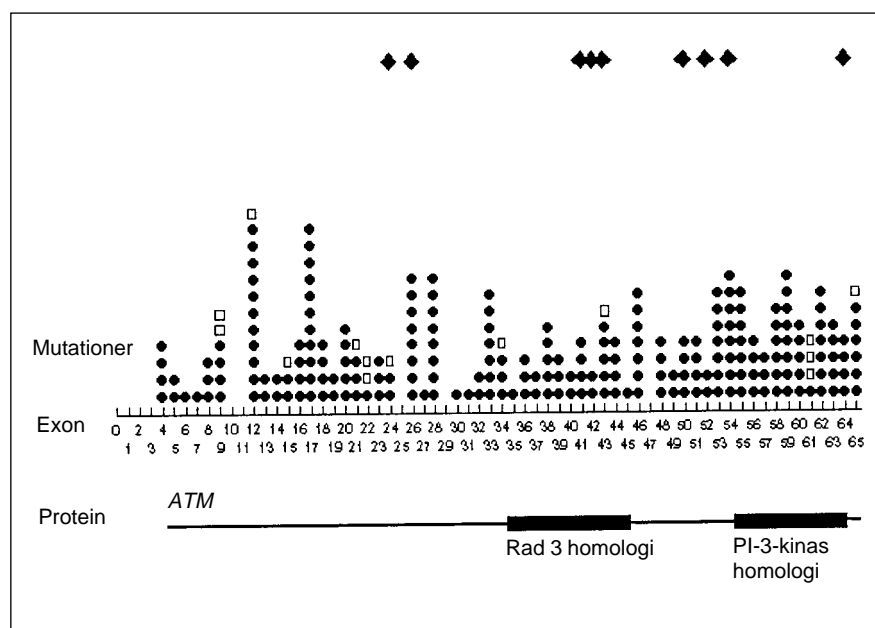 Mutationer
Exon
0 2 4 6 8 10 12 14 16 18 20 22 24 26 28 30 32 34 36 38 40 42 44 46 48 50 52 54 56 58 60 62 64
1 3 5 7 9 11 13 15 17 19 21 23 25 27 29 31 33 35 37 39 41 43 45 47 49 51 53 55 57 59 61 63 65
ATM
Protein
Rad 3 homologi
PI-3-kinas
homologi